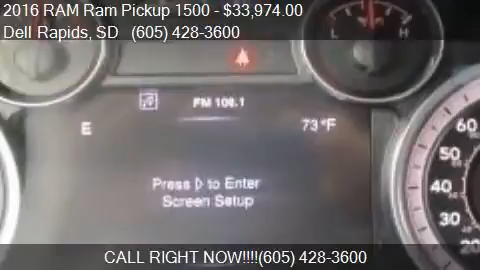 2016 RAM Ram Pickup 1500 - $33,974.00
Dell Rapids, SD (605) 428-3600
L H
FM 106.1
E 73°F
Press ▷ to Enter
Screen Setup
60
50
40
30
20
CALL RIGHT NOW!!!!(605) 428-3600